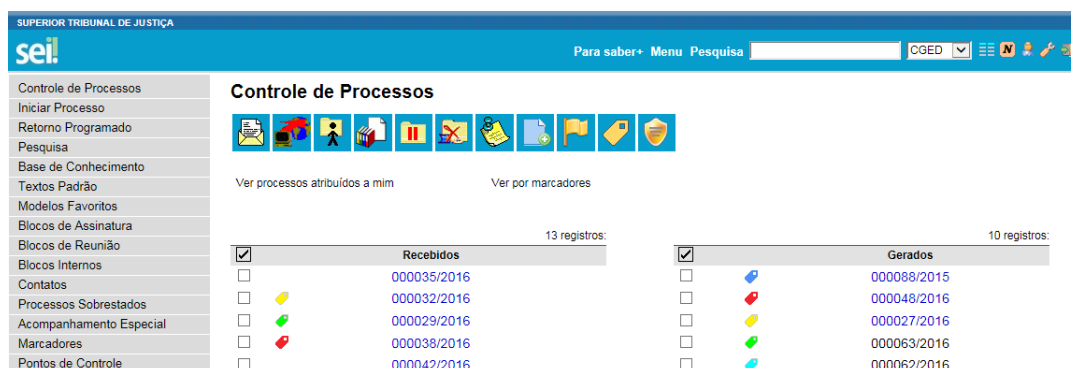 SUPERIOR TRIBUNAL DE JUSTIÇA
sei!
Para saber+ Menu Pesquisa
CGED
N
Controle de Processos
Iniciar Processo
Retorno Programado
Pesquisa
Base de Conhecimento
Textos Padrão
Modelos Favoritos
Blocos de Assinatura
Blocos de Reunião
Blocos Internos
Contatos
Processos Sobrestados
Acompanhamento Especial
Marcadores
Pontos de Controle
Controle de Processos
Ver processos atribuídos a mim
Ver por marcadores
13 registros:
Recebidos
000035/2016
000032/2016
000029/2016
000038/2016
000042/2016
10 registros:
Gerados
000088/2015
000048/2016
000027/2016
000063/2016
000062/2016